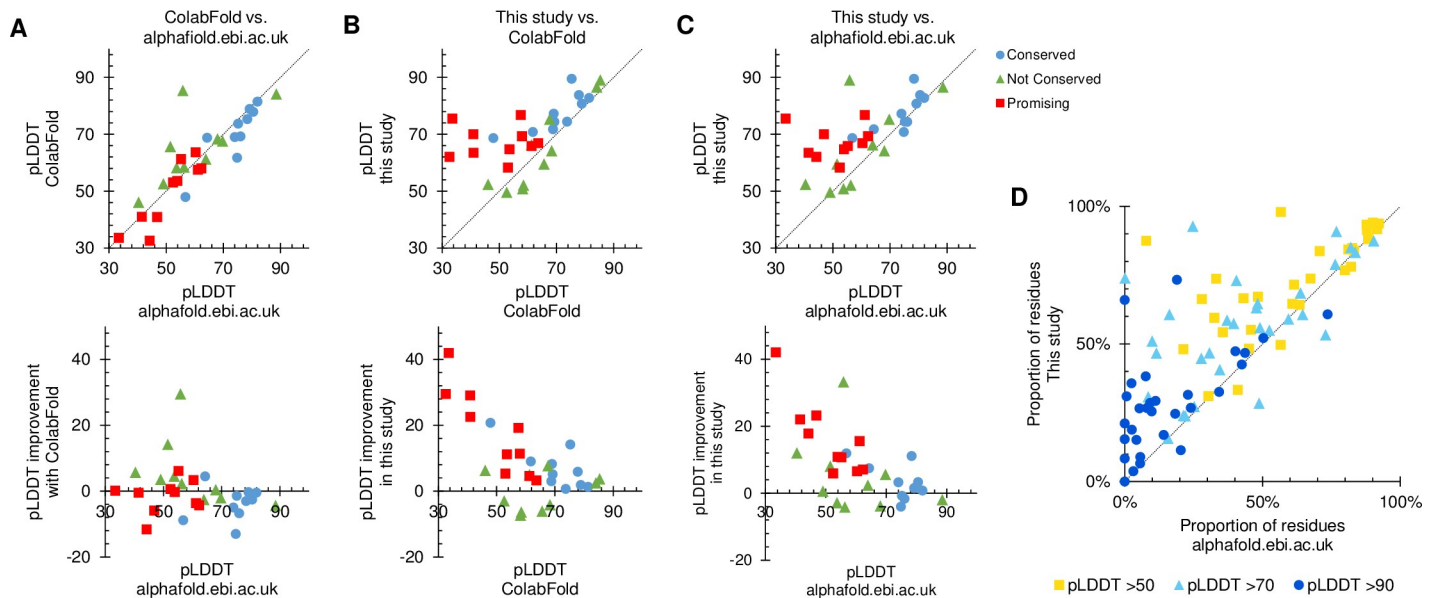 A
ColabFold vs.
alphafiold.ebi.ac.uk
90
70
50
30
30 50 70 90
pLDDT
ColabFold
pLDDT
alphafold.ebi.ac.uk
40
20
0
-20
30 50 70 90
pLDDT improvement
with ColabFold
pLDDT
alphafold.ebi.ac.uk
B
This study vs.
ColabFold
90
70
50
30
30 50 70 90
pLDDT
this study
pLDDT
ColabFold
40
20
0
-20
30 50 70 90
pLDDT improvement
in this study
pLDDT
ColabFold
C
This study vs.
alphafiold.ebi.ac.uk
90
70
50
30
30 50 70 90
pLDDT
this study
pLDDT
alphafold.ebi.ac.uk
40
20
0
-20
30 50 70 90
pLDDT improvement
in this study
pLDDT
alphafold.ebi.ac.uk
Conserved
Not Conserved
Promising
D
100%
50%
0%
0% 50% 100%
Proportion of residues
This study
Proportion of residues
alphafold.ebi.ac.uk
pLDDT >50 pLDDT >70 pLDDT >90